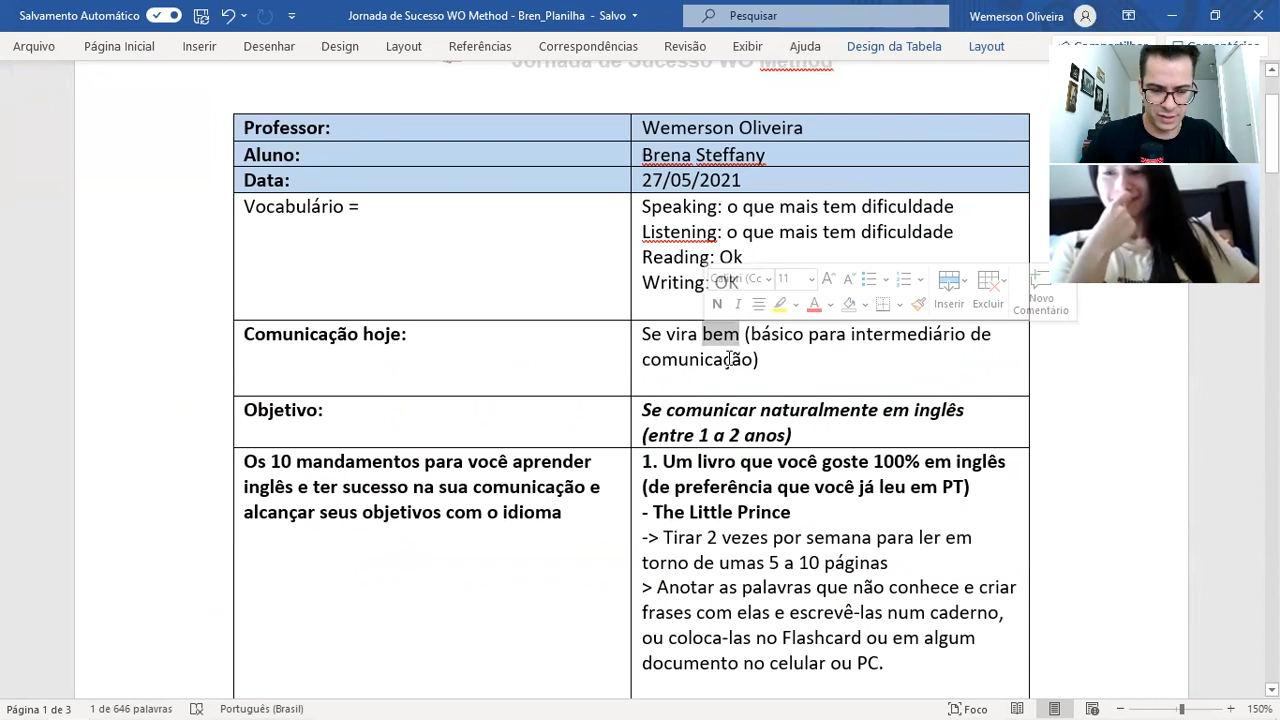 Salvamento Automático
Jornada de Sucesso WO Method - Bren_Planilha - Salvo
Pesquisar
Wemerson Oliveira
Arquivo Página Inicial Inserir Desenhar Design Layout Referências Correspondências Revisão Exibir Ajuda Design da Tabela Layout
Jornada de Sucesso WO Method
Professor: Wemerson Oliveira
Aluno: Brena Steffany
Data: 27/05/2021
Vocabulário = Speaking: o que mais tem dificuldade
Listening: o que mais tem dificuldade
Reading: Ok
Writing: OK
11
N I A Inserir Excluir Novo
Comentário
Comunicação hoje: Se vira bem (básico para intermediário de
comunicação)
Objetivo: Se comunicar naturalmente em inglês
(entre 1 a 2 anos)
Os 10 mandamentos para você aprender 1. Um livro que você goste 100% em inglês
inglês e ter sucesso na sua comunicação e (de preferência que você já leu em PT)
alcançar seus objetivos com o idioma - The Little Prince
-> Tirar 2 vezes por semana para ler em
torno de umas 5 a 10 páginas
> Anotar as palavras que não conhece e criar
frases com elas e escrevê-las num caderno,
ou coloca-las no Flashcard ou em algum
documento no celular ou PC.
Página 1 de 3 1 de 646 palavras Português (Brasil) Foco 150%